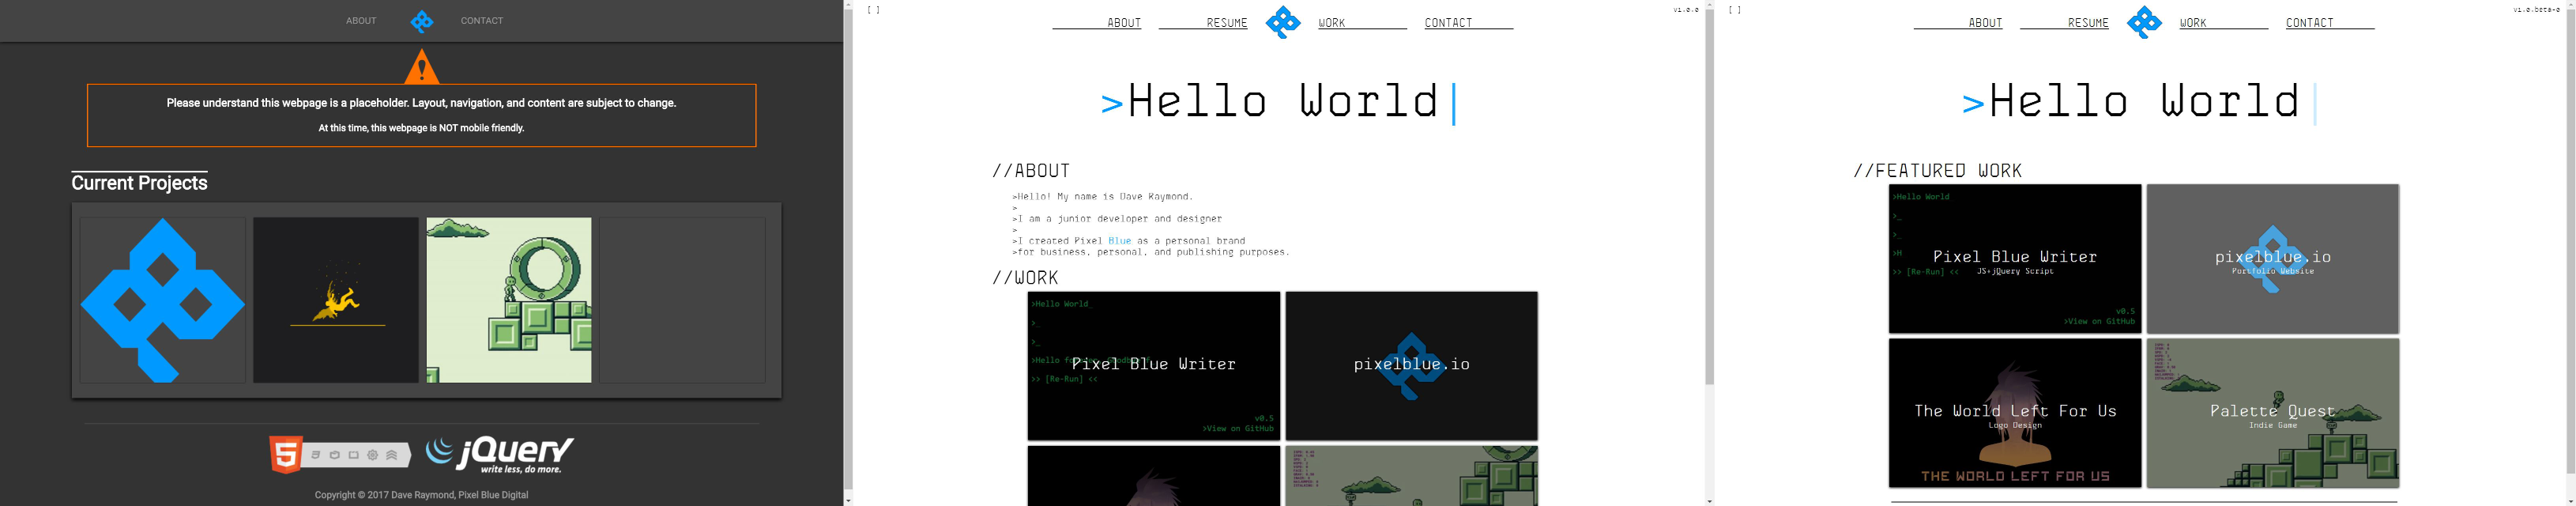 ABOUT
CONTACT
!
Please understand this webpage is a placeholder. Layout, navigation, and content are subject to change.
At this time, this webpage is NOT mobile friendly.
Current Projects
5
jQuery
write less, do more.
Copyright © 2017 Dave Raymond, Pixel Blue Digital
[ ]
v1.0.0
ABOUT
RESUME
WORK
CONTACT
>Hello World|
//ABOUT
>Hello! My name is Dave Raymond.
>
>I am a junior developer and designer
>
>I created Pixel Blue as a personal brand
>for business, personal, and publishing purposes.
//WORK
>Hello World_
>_
>_
Pixel Blue Writer
>> [Re-Run] <<
v0.5
>View on GitHub
pixelblue.io
[ ]
v1.0.beta-0
ABOUT
RESUME
WORK
CONTACT
>Hello World|
//FEATURED WORK
>Hello World
>_
>_
>H
Pixel Blue Writer
JS+jQuery Script
>> [Re-Run] <<
v0.5
>View on GitHub
pixelblue.io
Portfolio Website
The World Left For Us
Logo Design
THE WORLD LEFT FOR US
Palette Quest
Indie Game